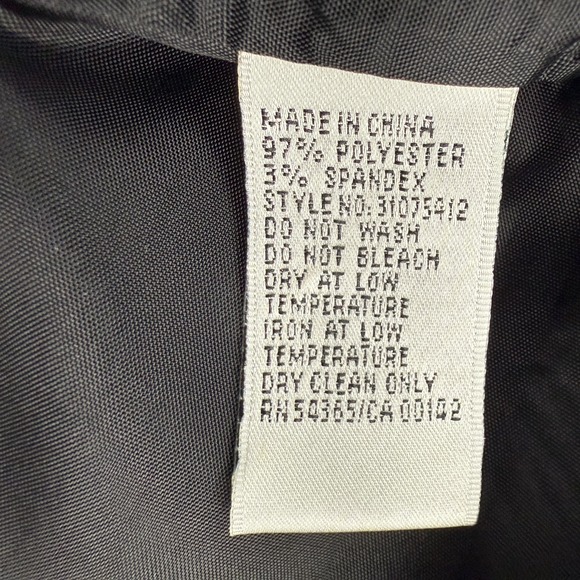 MADE IN CHINA
97% POLYESTER
3% SPANDEX
STYLE NO: 31075412
DO NOT WASH
DO NOT BLEACH
DRY AT LOW
TEMPERATURE
IRON AT LOW
TEMPERATURE
DRY CLEAN ONLY
RN 54365/CA 00142